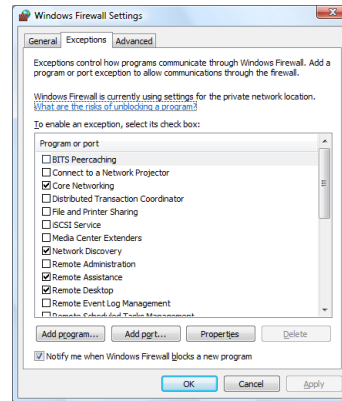 Windows Firewall Settings
General Exceptions Advanced
Exceptions control how programs communicate through Windows Firewall. Add a
program or port exception to allow communications through the firewall.
Windows Firewall is currently using settings for the private network location.
What are the risks of unblocking a program?
To enable an exception, select its check box:
Program or port
BITS Peercaching
Connect to a Network Projector
Core Networking
Distributed Transaction Coordinator
File and Printer Sharing
iSCSI Service
Media Center Extenders
Network Discovery
Remote Administration
Remote Assistance
Remote Desktop
Remote Event Log Management
Remote Scheduled Tasks Management
Add program... Add port... Properties Delete
Notify me when Windows Firewall blocks a new program
OK Cancel Apply